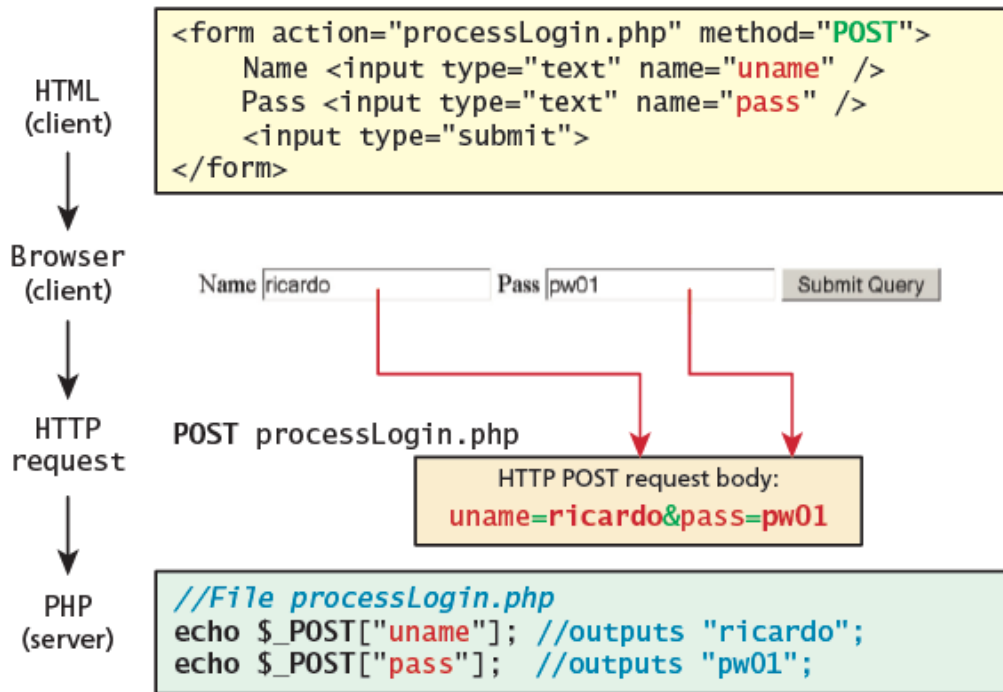 <form action="processLogin.php" method="POST">
Name <input type="text" name="uname" />
Pass <input type="text" name="pass" />
<input type="submit">
</form>
HTML
(client)
Browser
(client)
Name ricardo Pass pw01 Submit Query
HTTP
request
POST processLogin.php
HTTP POST request body:
uname=ricardo&pass=pw01
PHP
(server)
//File processLogin.php
echo $_POST["uname"]; //outputs "ricardo";
echo $_POST["pass"]; //outputs "pw01";